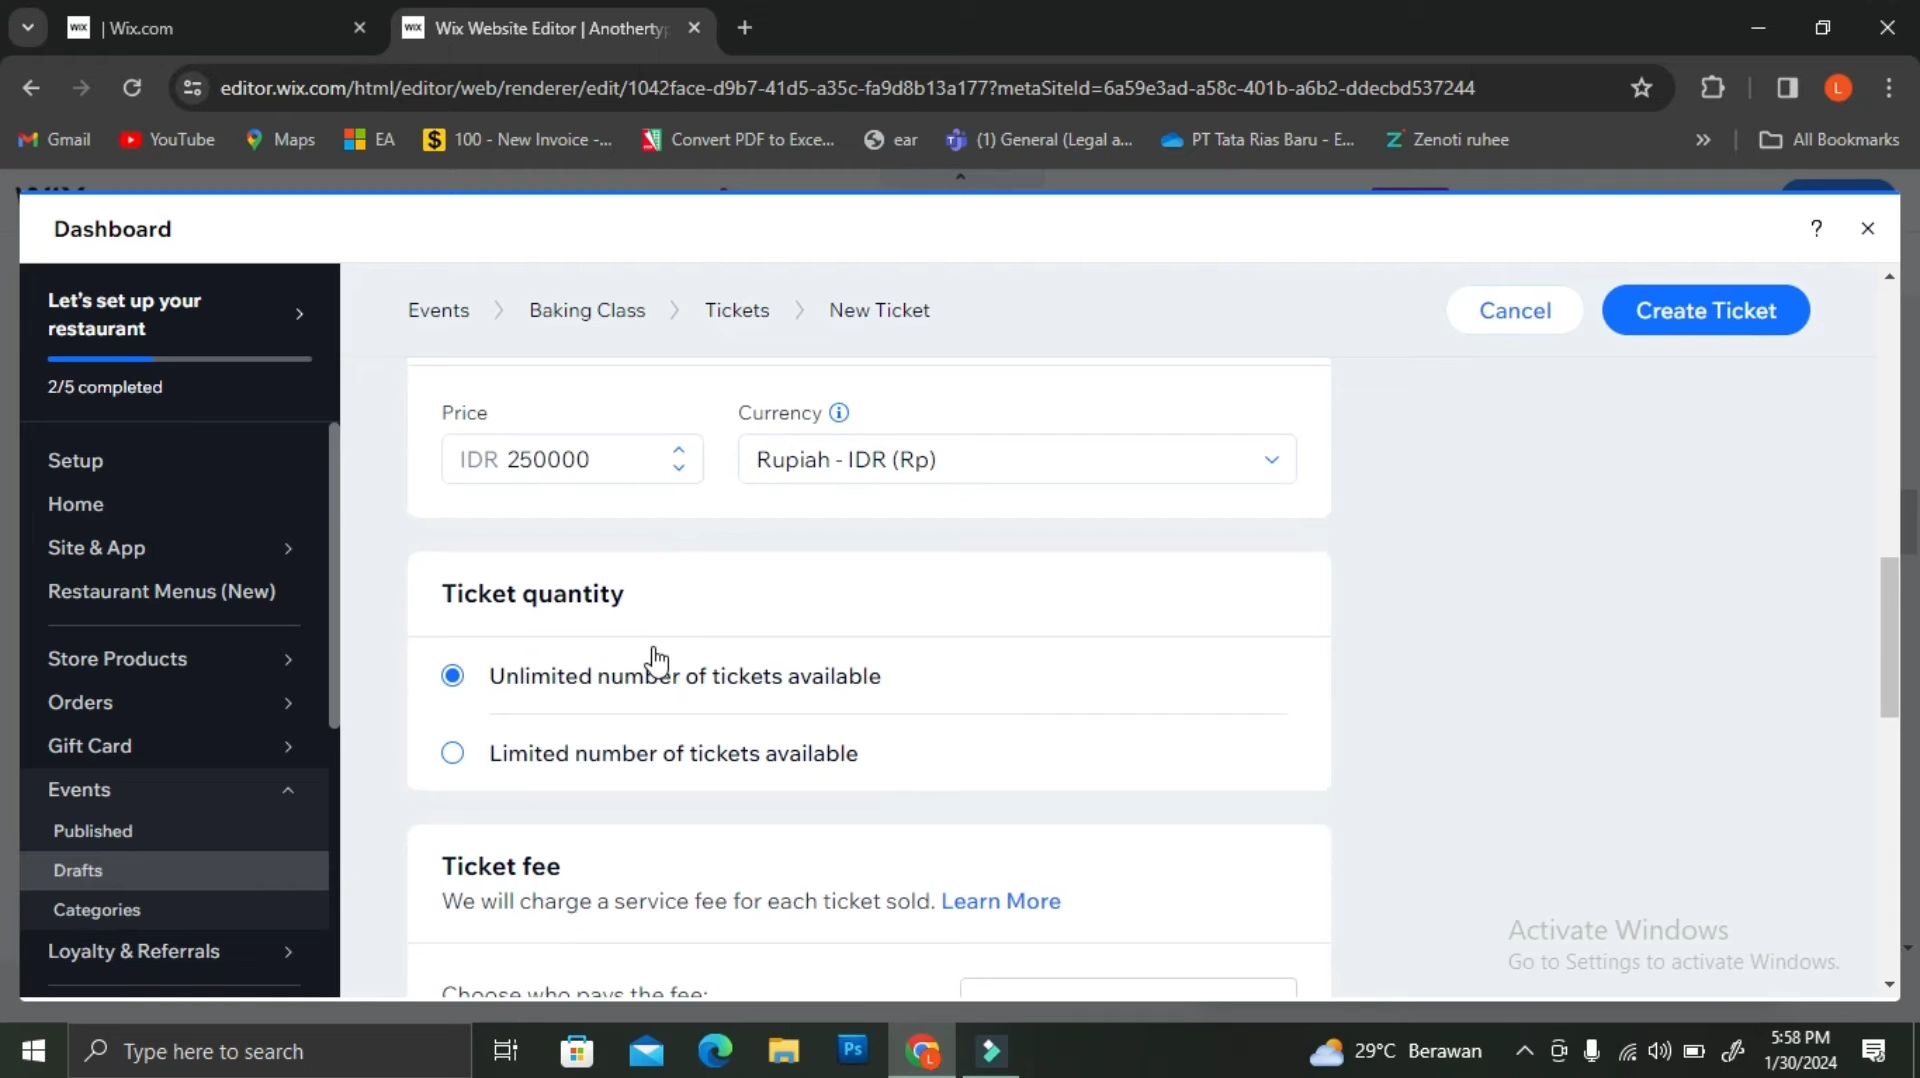 WIX | Wix.com
WIX Wix Website Editor | Anothertyp
editor.wix.com/html/editor/web/renderer/edit/1042face-d9b7-41d5-a35c-fa9d8b13a177?metaSiteId=6a59e3ad-a58c-401b-a6b2-ddecbd537244
L
Gmail YouTube Maps EA 100 - New Invoice -... Convert PDF to Exce... ear (1) General (Legal a... PT Tata Rias Baru - E... Zenoti ruhee » All Bookmarks
Dashboard ?
Let's set up your
restaurant
2/5 completed
Setup
Home
Site & App
Restaurant Menus (New)
Store Products
Orders
Gift Card
Events
Published
Drafts
Categories
Loyalty & Referrals
Events Baking Class Tickets New Ticket Cancel Create Ticket
Price Currency
IDR 250000 Rupiah - IDR (Rp)
Ticket quantity
Unlimited number of tickets available
Limited number of tickets available
Ticket fee
We will charge a service fee for each ticket sold. Learn More
Choose who pays the fee:
Activate Windows
Go to Settings to activate Windows.
Type here to search Ps L 29°C Berawan 5:58 PM
1/30/2024